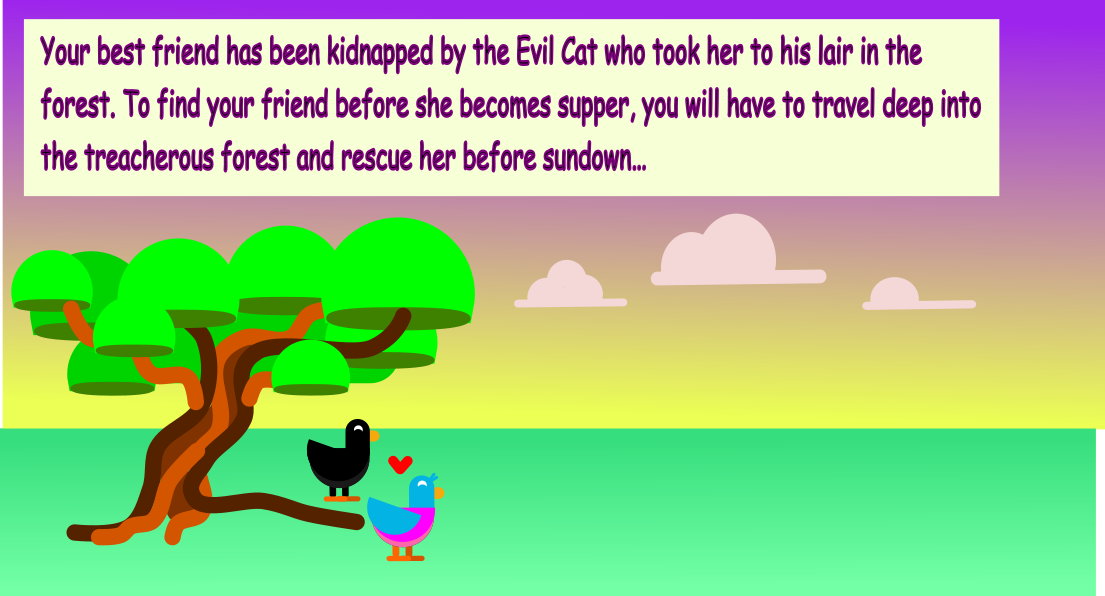 Your best friend has been kidnapped by the Evil Cat who took her to his lair in the
forest. To find your friend before she becomes supper, you will have to travel deep into
the treacherous forest and rescue her before sundown...